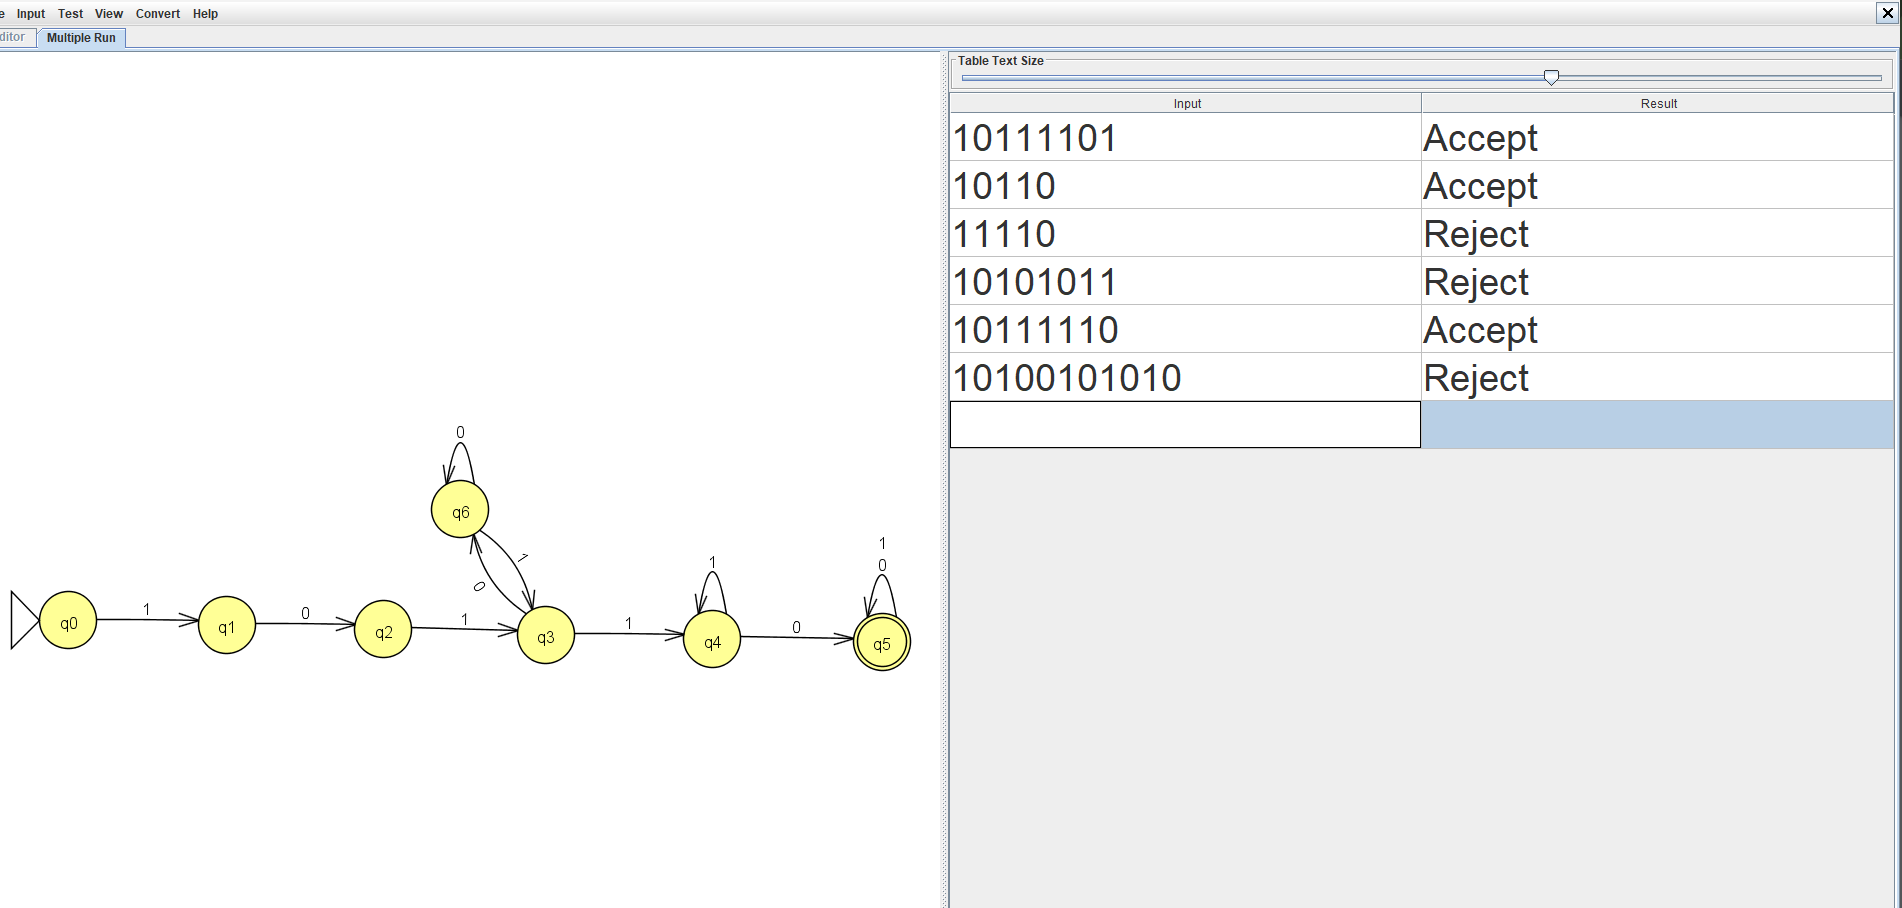 e Input Test View Convert Help
ditor Multiple Run
Table Text Size
Input Result
10111101 Accept
10110 Accept
11110 Reject
10101011 Reject
10111110 Accept
10100101010 Reject
0
q6
1
0
1
1
0
1
0
q0
1
q1
0
q2
1
q3
1
q4
0
q5